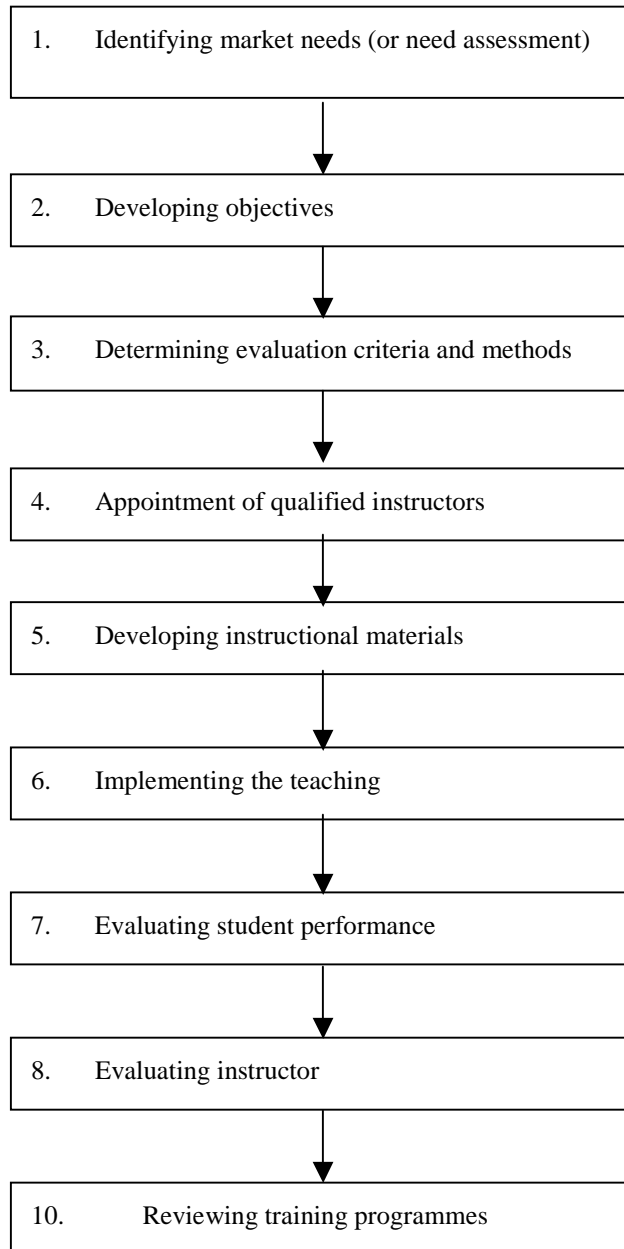 1. Identifying market needs (or need assessment)
2. Developing objectives
3. Determining evaluation criteria and methods
4. Appointment of qualified instructors
5. Developing instructional materials
6. Implementing the teaching
7. Evaluating student performance
8. Evaluating instructor
10. Reviewing training programmes